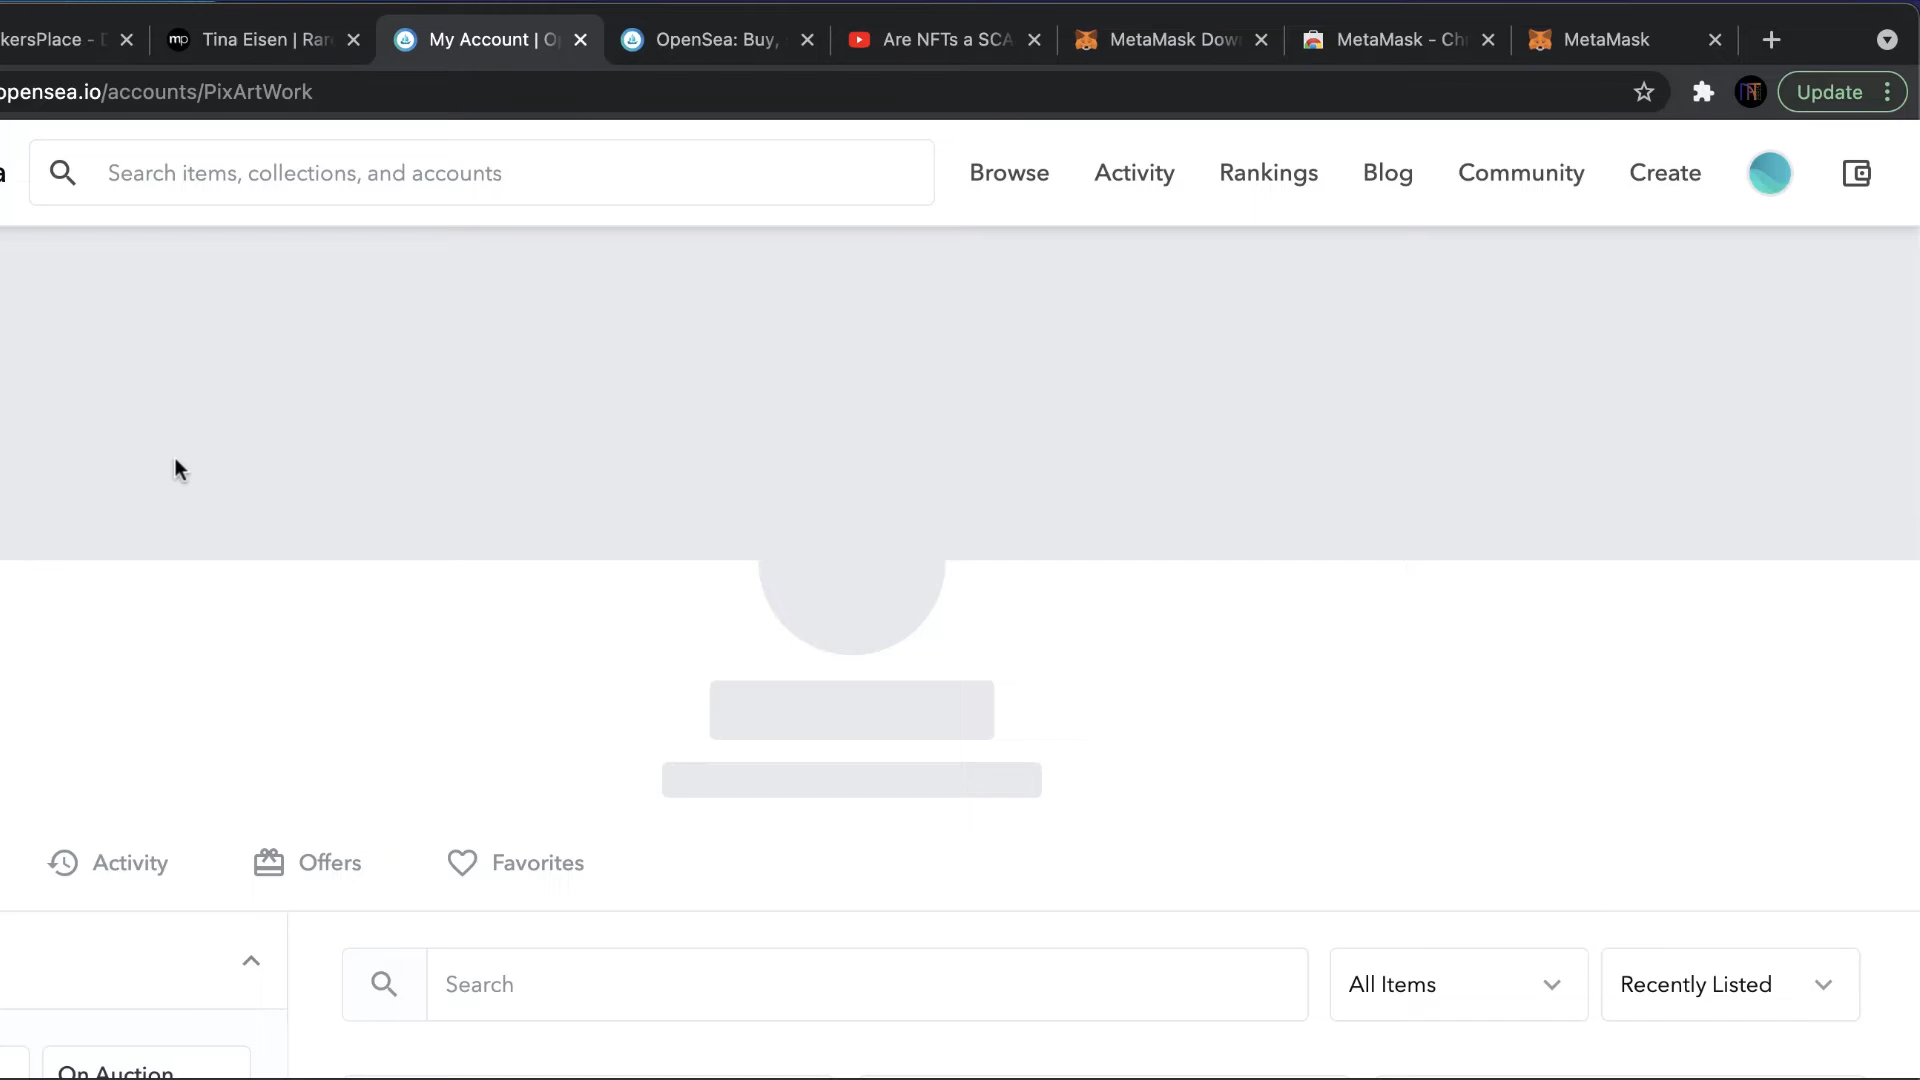 kersPlace -
Tina Eisen | Rar
My Account | O
OpenSea: Buy,
Are NFTs a SCA
MetaMask Dow
MetaMask - Ch
MetaMask
opensea.io/accounts/PixArtWork
Update
a
Search items, collections, and accounts
Browse
Activity
Rankings
Blog
Community
Create
Activity
Offers
Favorites
Search
All Items
Recently Listed
On Auction